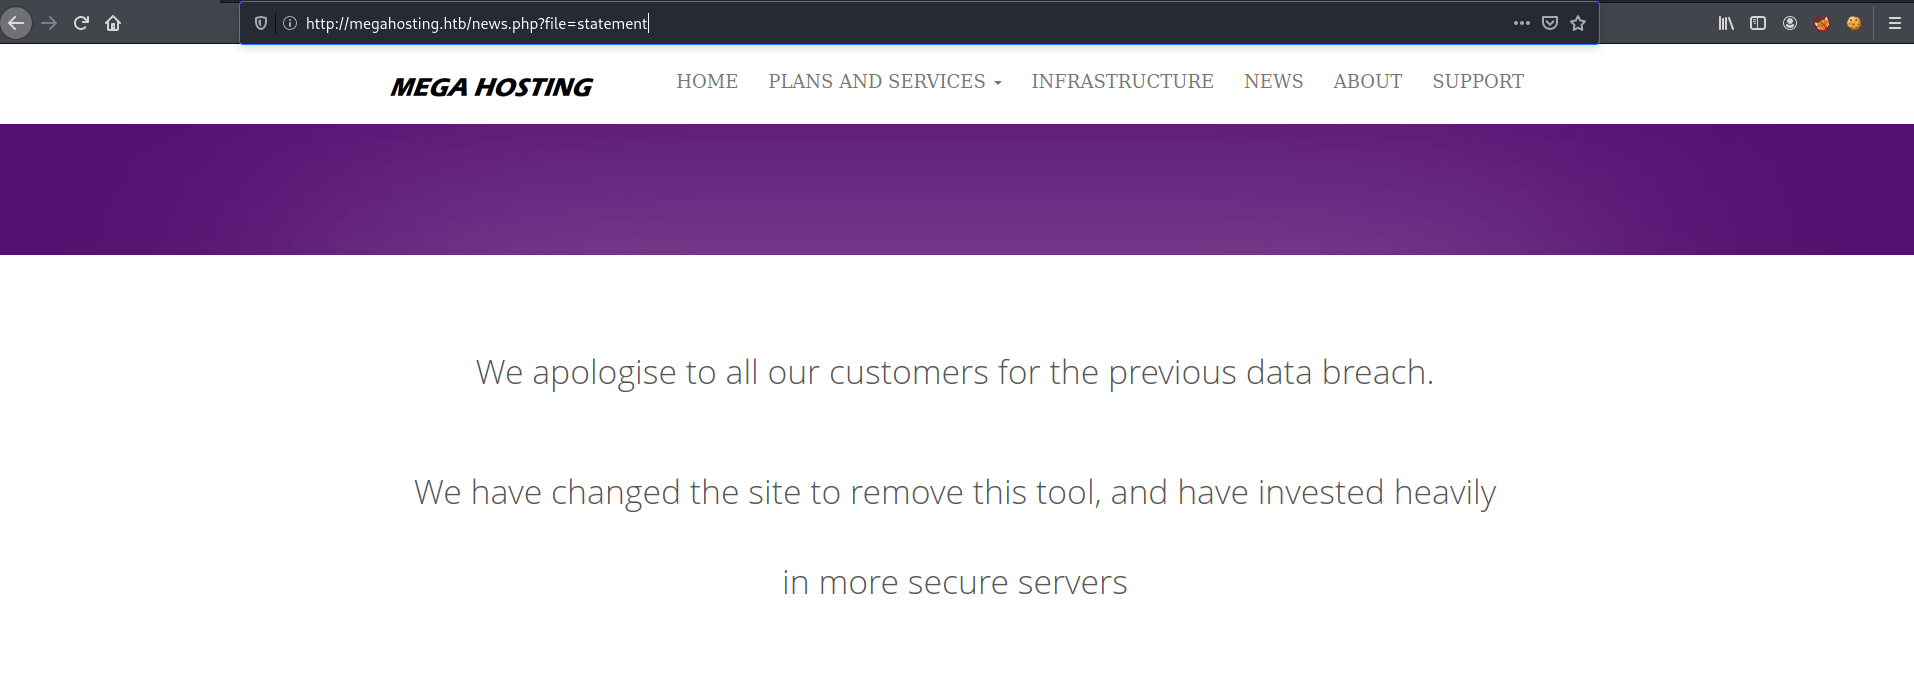 http://megahosting.htb/news.php?file=statement
MEGA HOSTING HOME PLANS AND SERVICES INFRASTRUCTURE NEWS ABOUT SUPPORT
We apologise to all our customers for the previous data breach.
We have changed the site to remove this tool, and have invested heavily
in more secure servers